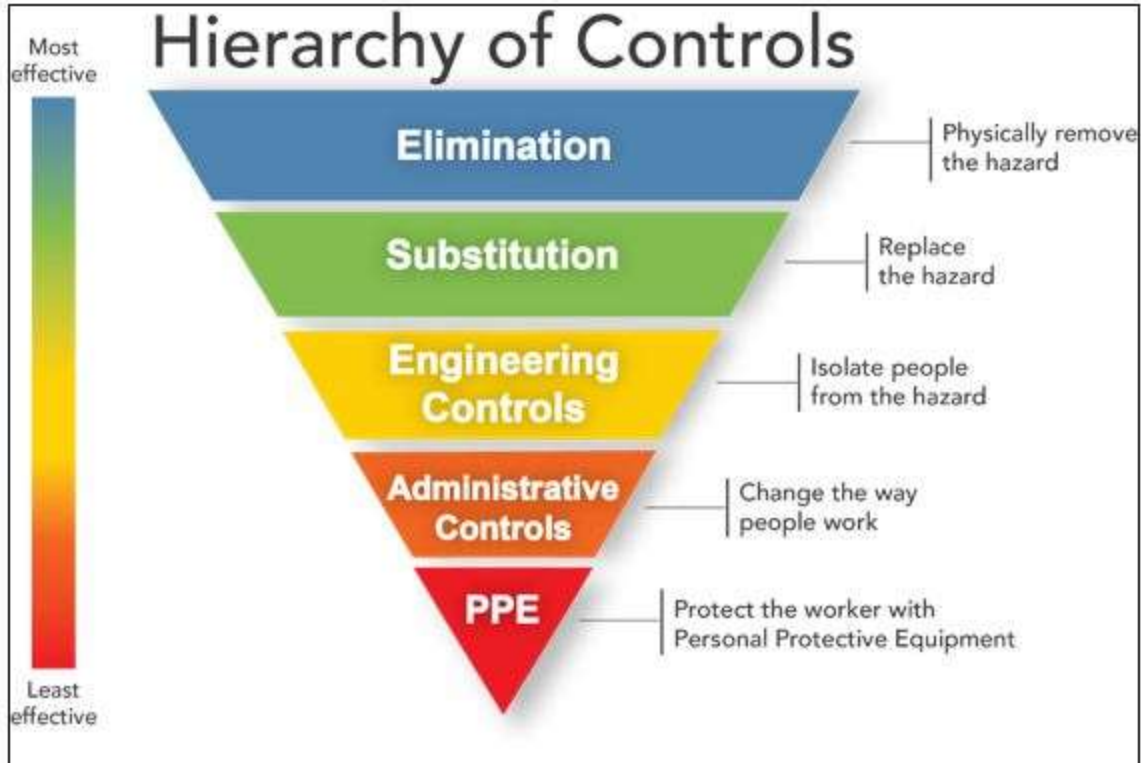 Hierarchy of Controls
Most
effective
Elimination
Physically remove
the hazard
Substitution
Replace
the hazard
Engineering
Controls
Isolate people
from the hazard
Administrative
Controls
Change the way
people work
PPE
Protect the worker with
Personal Protective Equipment
Least
effective